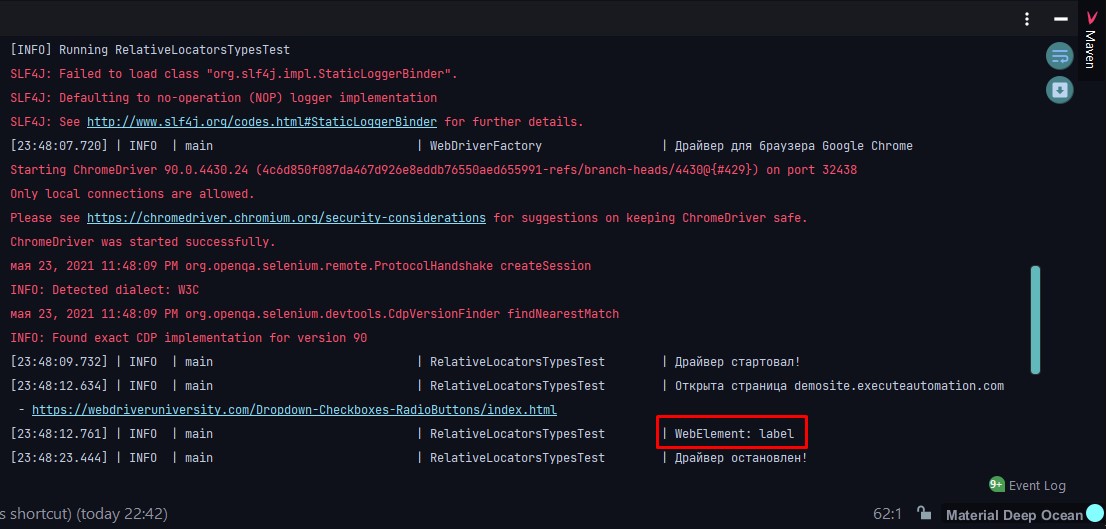 [INFO] Running RelativeLocatorsTypesTest
SLF4J: Failed to load class "org.slf4j.impl.StaticLoggerBinder".
SLF4J: Defaulting to no-operation (NOP) logger implementation
SLF4J: See http://www.slf4j.org/codes.html#StaticLoggerBinder for further details.
[23:48:07.720] | INFO | main | WebDriverFactory | Драйвер для браузера Google Chrome
Starting ChromeDriver 90.0.4430.24 (4c6d850f087da467d926e8eddb76550aed655991-refs/branch-heads/4430@{#429}) on port 32438
Only local connections are allowed.
Please see https://chromedriver.chromium.org/security-considerations for suggestions on keeping ChromeDriver safe.
ChromeDriver was started successfully.
мая 23, 2021 11:48:09 PM org.openqa.selenium.remote.ProtocolHandshake createSession
INFO: Detected dialect: W3C
мая 23, 2021 11:48:09 PM org.openqa.selenium.devtools.CdpVersionFinder findNearestMatch
INFO: Found exact CDP implementation for version 90
[23:48:09.732] | INFO | main | RelativeLocatorsTypesTest | Драйвер стартовал!
[23:48:12.634] | INFO | main | RelativeLocatorsTypesTest | Открыта страница demosite.executeautomation.com
- https://webdriveruniversity.com/Dropdown-Checkboxes-RadioButtons/index.html
[23:48:12.761] | INFO | main | RelativeLocatorsTypesTest | WebElement: label
[23:48:23.444] | INFO | main | RelativeLocatorsTypesTest | Драйвер остановлен!
Maven
9+ Event Log
s shortcut) (today 22:42)
62:1
Material Deep Ocean